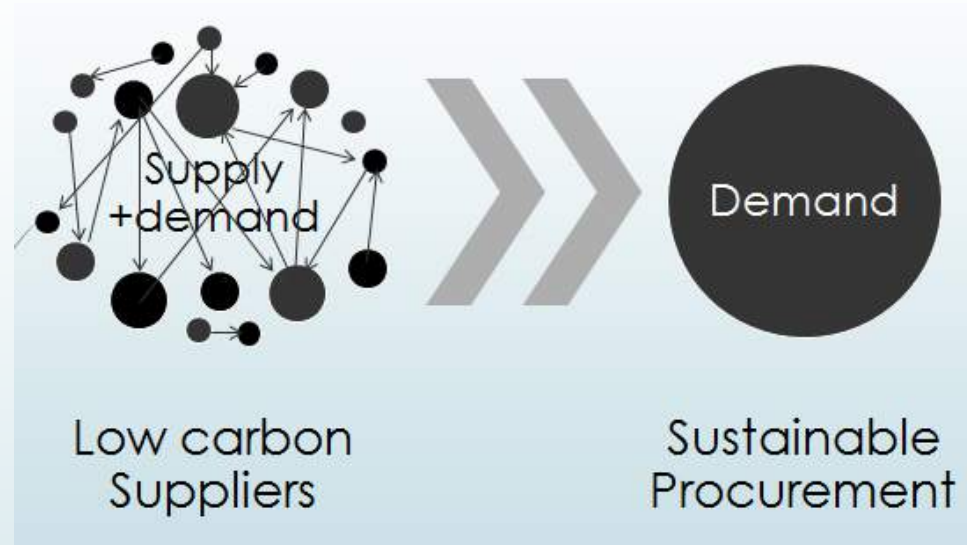 Supply
+demand
Demand
Low carbon
Suppliers
Sustainable
Procurement